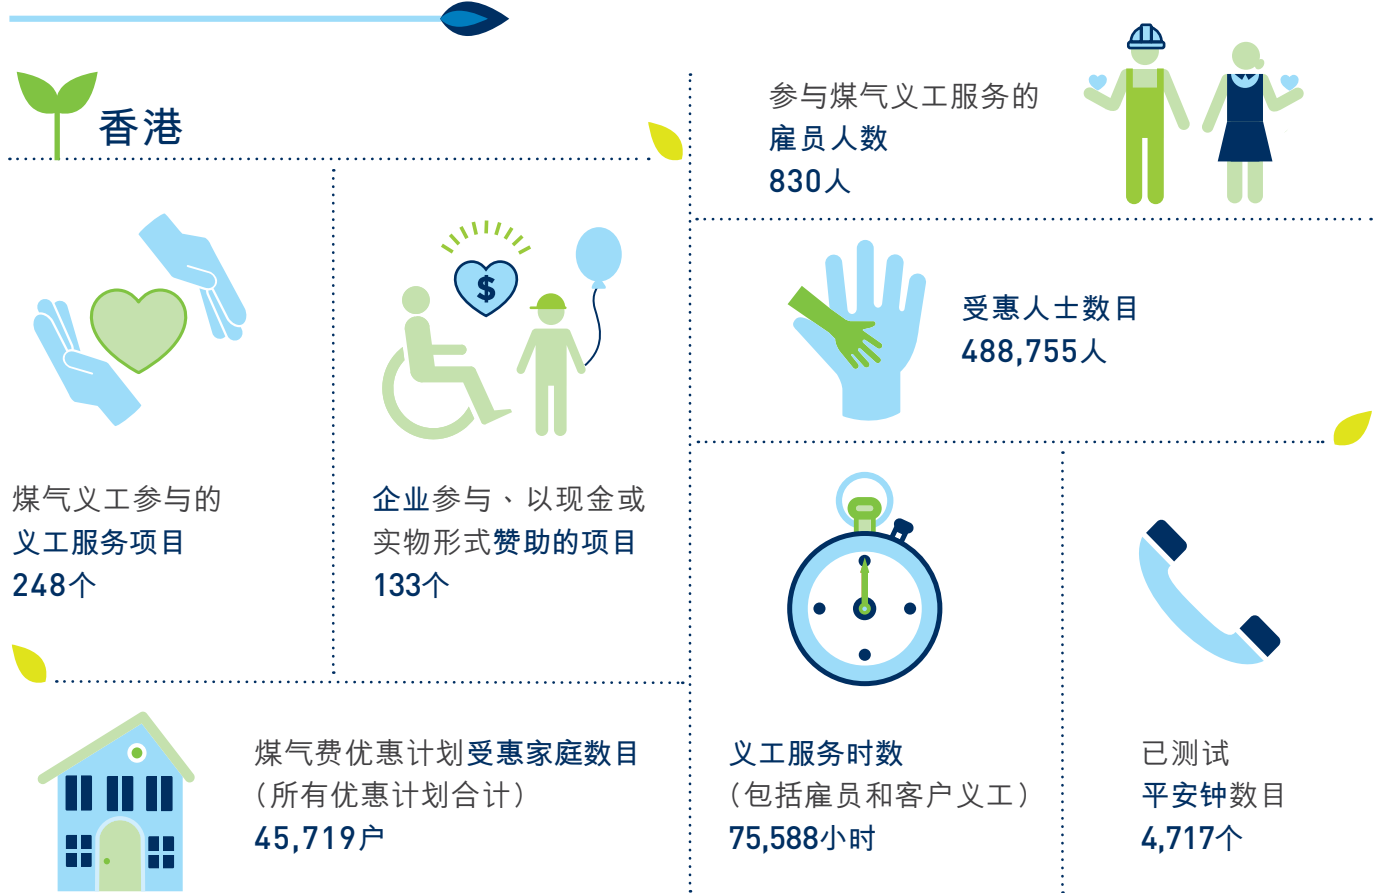 香港
煤气义工参与的
义工服务项目
248个
企业参与、以现金或
实物形式赞助的项目
$
133个
煤气费优惠计划受惠家庭数目
（所有优惠计划合计）
45,719户
参与煤气义工服务的
雇员人数
830人
受惠人士数目
488,755人
义工服务时数
（包括雇员和客户义工）
75,588小时
已测试
平安钟数目
4,717个